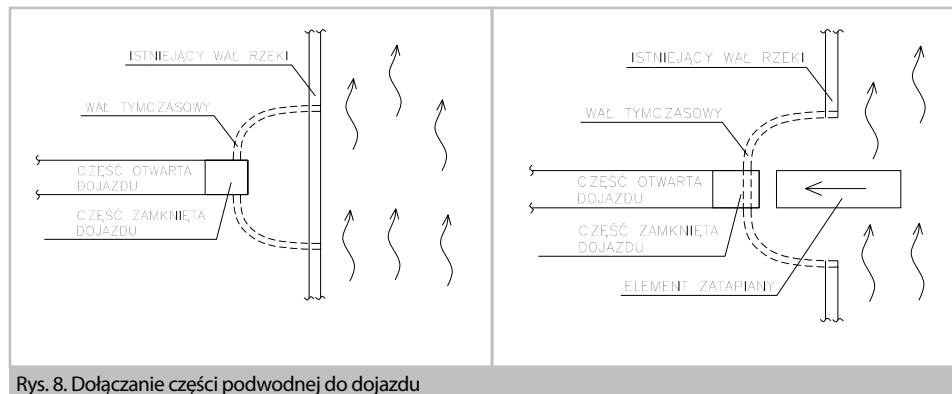 ISTNIEJĄCY WAŁ RZEKI
WAŁ TYMCZASOWY
CZĘŚĆ OTWARTA
DOJAZDU
CZĘŚĆ ZAMKNIĘTA
DOJAZDU
ISTNIEJĄCY WAŁ RZEKI
WAŁ TYMCZASOWY
CZĘŚĆ OTWARTA
DOJAZDU
CZĘŚĆ ZAMKNIĘTA
DOJAZDU
ELEMENT ZATAPIANY
Rys. 8. Dołączanie części podwodnej do dojazdu